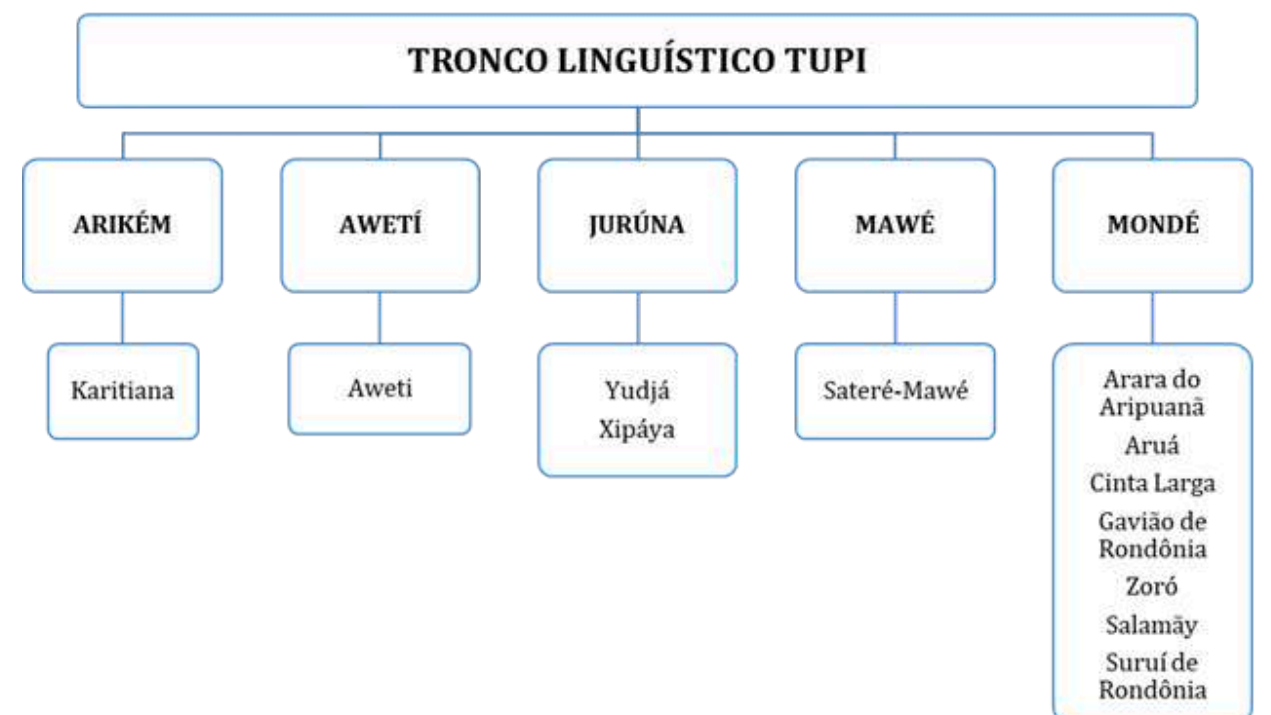 TRONCO LINGUÍSTICO TUPI
ARIKÉM
AWETÍ
JURÚNA
MAWÉ
MONDÉ
Karitiana
Aweti
Yudjá
Xipáya
Sateré-Mawé
Arara do
Aripuanã
Aruá
Cinta Larga
Gavião de
Rondônia
Zoró
Salamãy
Suruí de
Rondônia